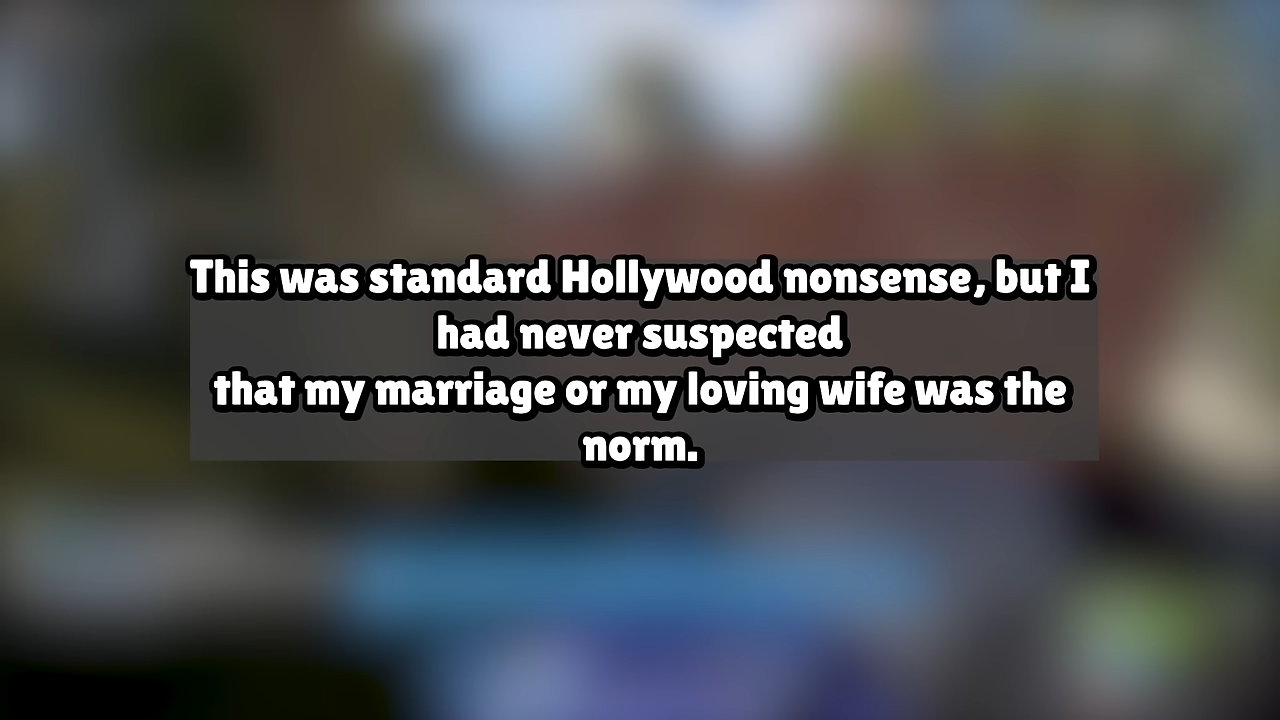 This was standard Hollywood nonsense, but I
had never suspected
that my marriage or my loving wife was the
norm.